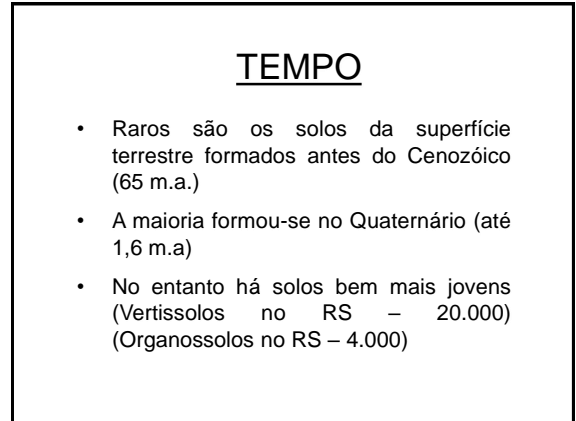 TEMPO
• Raros são os solos da superfície
terrestre formados antes do Cenozóico
(65 m.a.)
• A maioria formou-se no Quaternário (até
1,6 m.a)
• No entanto há solos bem mais jovens
(Vertissolos no RS – 20.000)
(Organossolos no RS – 4.000)